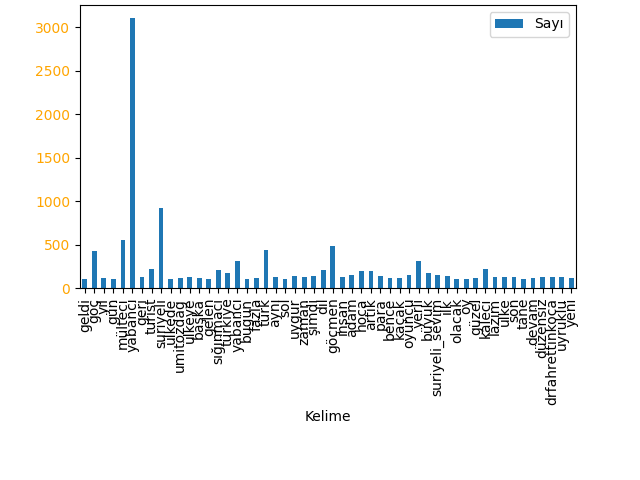 Sayı
3000
2500
2000
1500
1000
500
0
geldi
göç
yıl
gün
mülteci
yabancı
geri
turist
suriyeli
ülkede
umitozdag
ülkeye
başka
gelen
sığınmacı
türkiye
yabanci
bugün
fazla
türk
aynı
sol
uygur
zaman
şimdi
dil
göçmen
insan
adam
hoca
artık
para
bence
kaçak
oyuncu
yerli
büyük
suriyeli_sevim
ilk
olacak
oy
güzel
kaleci
lazım
ülke
son
tane
devam
düzensiz
drfahrettinkoca
uyruklu
yeni
Kelime